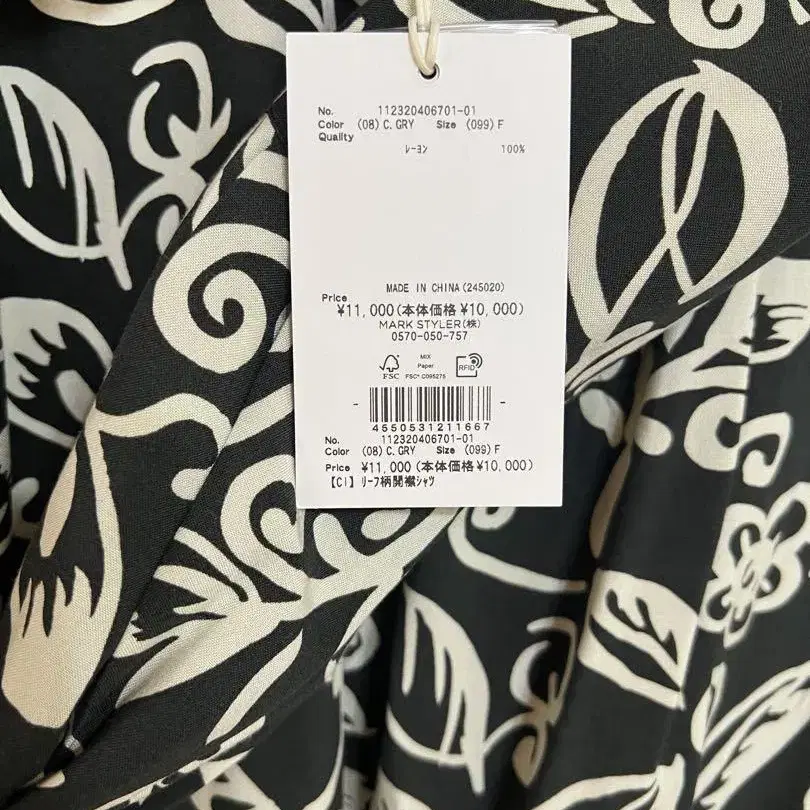 No. 112320406701-01
Color (08) C. GRY Size (099) F
Quality
ﾚｰﾖﾝ 100%
MADE IN CHINA (245020)
Price
¥11,000 (本体価格 ¥10,000)
MARK STYLER(株)
0570-050-757
FSC
MIX
Paper
FSC® C095275
RFID
4550531211667
No. 112320406701-01
Color (08) C. GRY Size (099) F
Price ¥11,000 (本体価格 ¥10,000)
【CI】ﾘｰﾌ柄開襟ｼｬﾂ